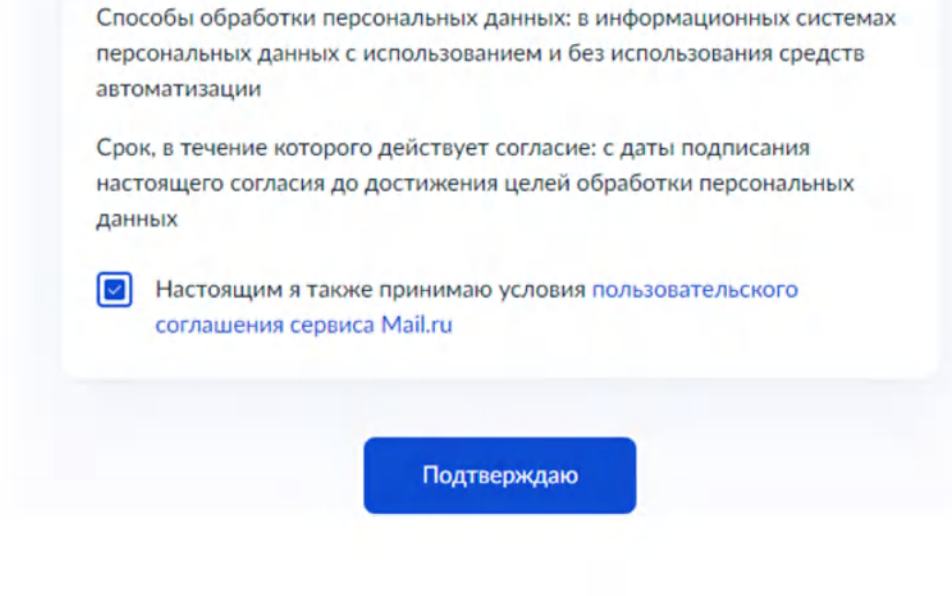 Способы обработки персональных данных: в информационных системах
персональных данных с использованием и без использования средств
автоматизации
Срок, в течение которого действует согласие: с даты подписания
настоящего согласия до достижения целей обработки персональных
данных
Настоящим я также принимаю условия пользовательского
соглашения сервиса Mail.ru
Подтверждаю